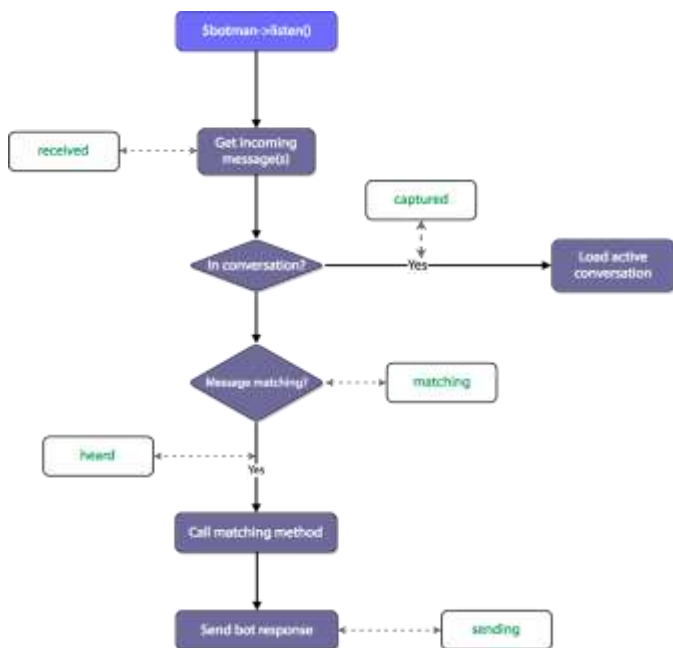 $botman->listen()
Get incoming
message(s)
received
captured
In conversation?
Yes
Load active
conversation
Message matching?
matching
heard
Yes
Call matching method
Send bot response
sending